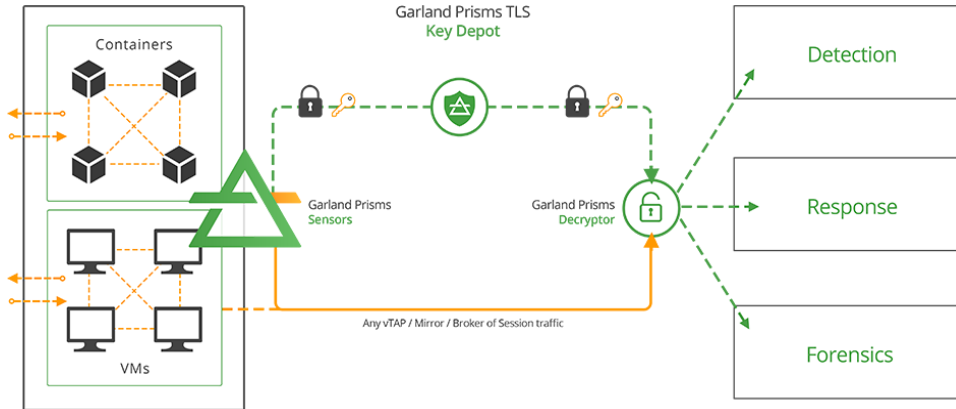 Garland Prisms TLS
Key Depot
Containers
Detection
Garland Prisms
Sensors
Garland Prisms
Decryptor
Response
Any vTAP / Mirror / Broker of Session traffic
VMs
Forensics